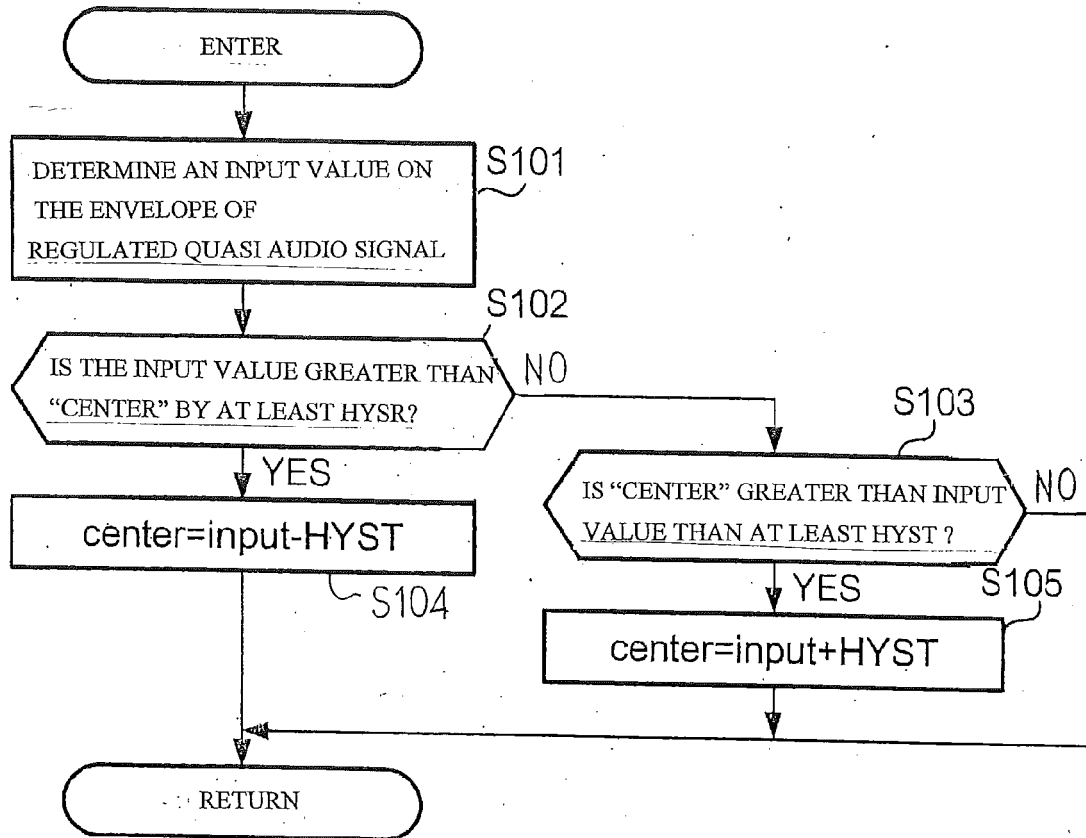 ENTER
DETERMINE AN INPUT VALUE ON
THE ENVELOPE OF
REGULATED QUASI AUDIO SIGNAL
S101
S102
IS THE INPUT VALUE GREATER THAN
“CENTER” BY AT LEAST HYSR?
NO
YES
S103
IS “CENTER” GREATER THAN INPUT
VALUE THAN AT LEAST HYST ?
NO
YES
center=input-HYST
S104
S105
center=input+HYST
RETURN